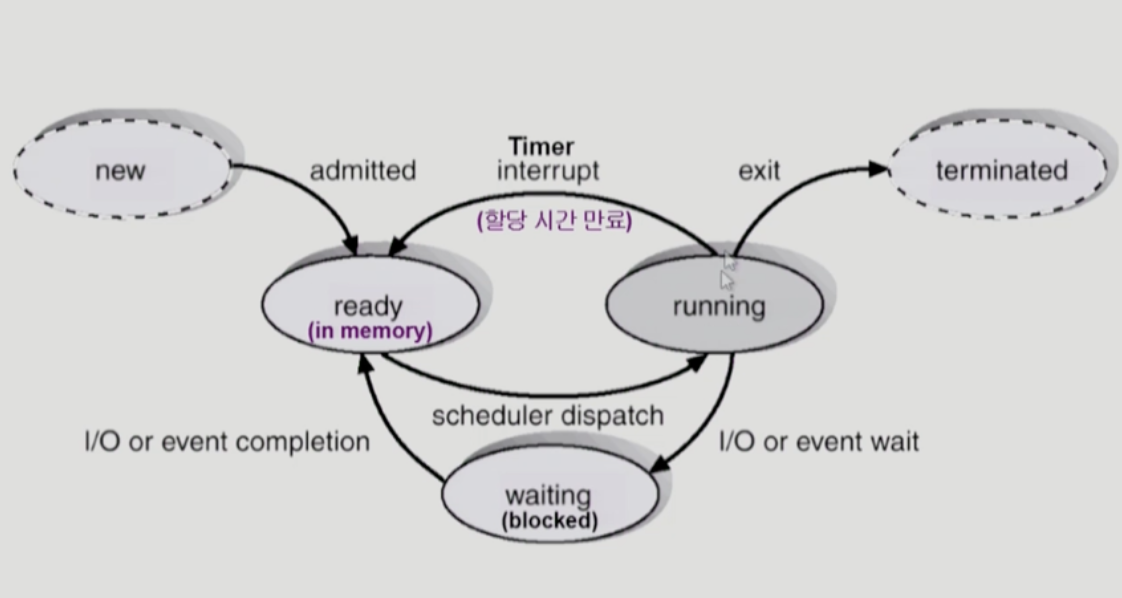 new
admitted
Timer
interrupt
(할당 시간 만료)
exit
terminated
ready
(in memory)
running
scheduler dispatch
I/O or event completion
I/O or event wait
waiting
(blocked)